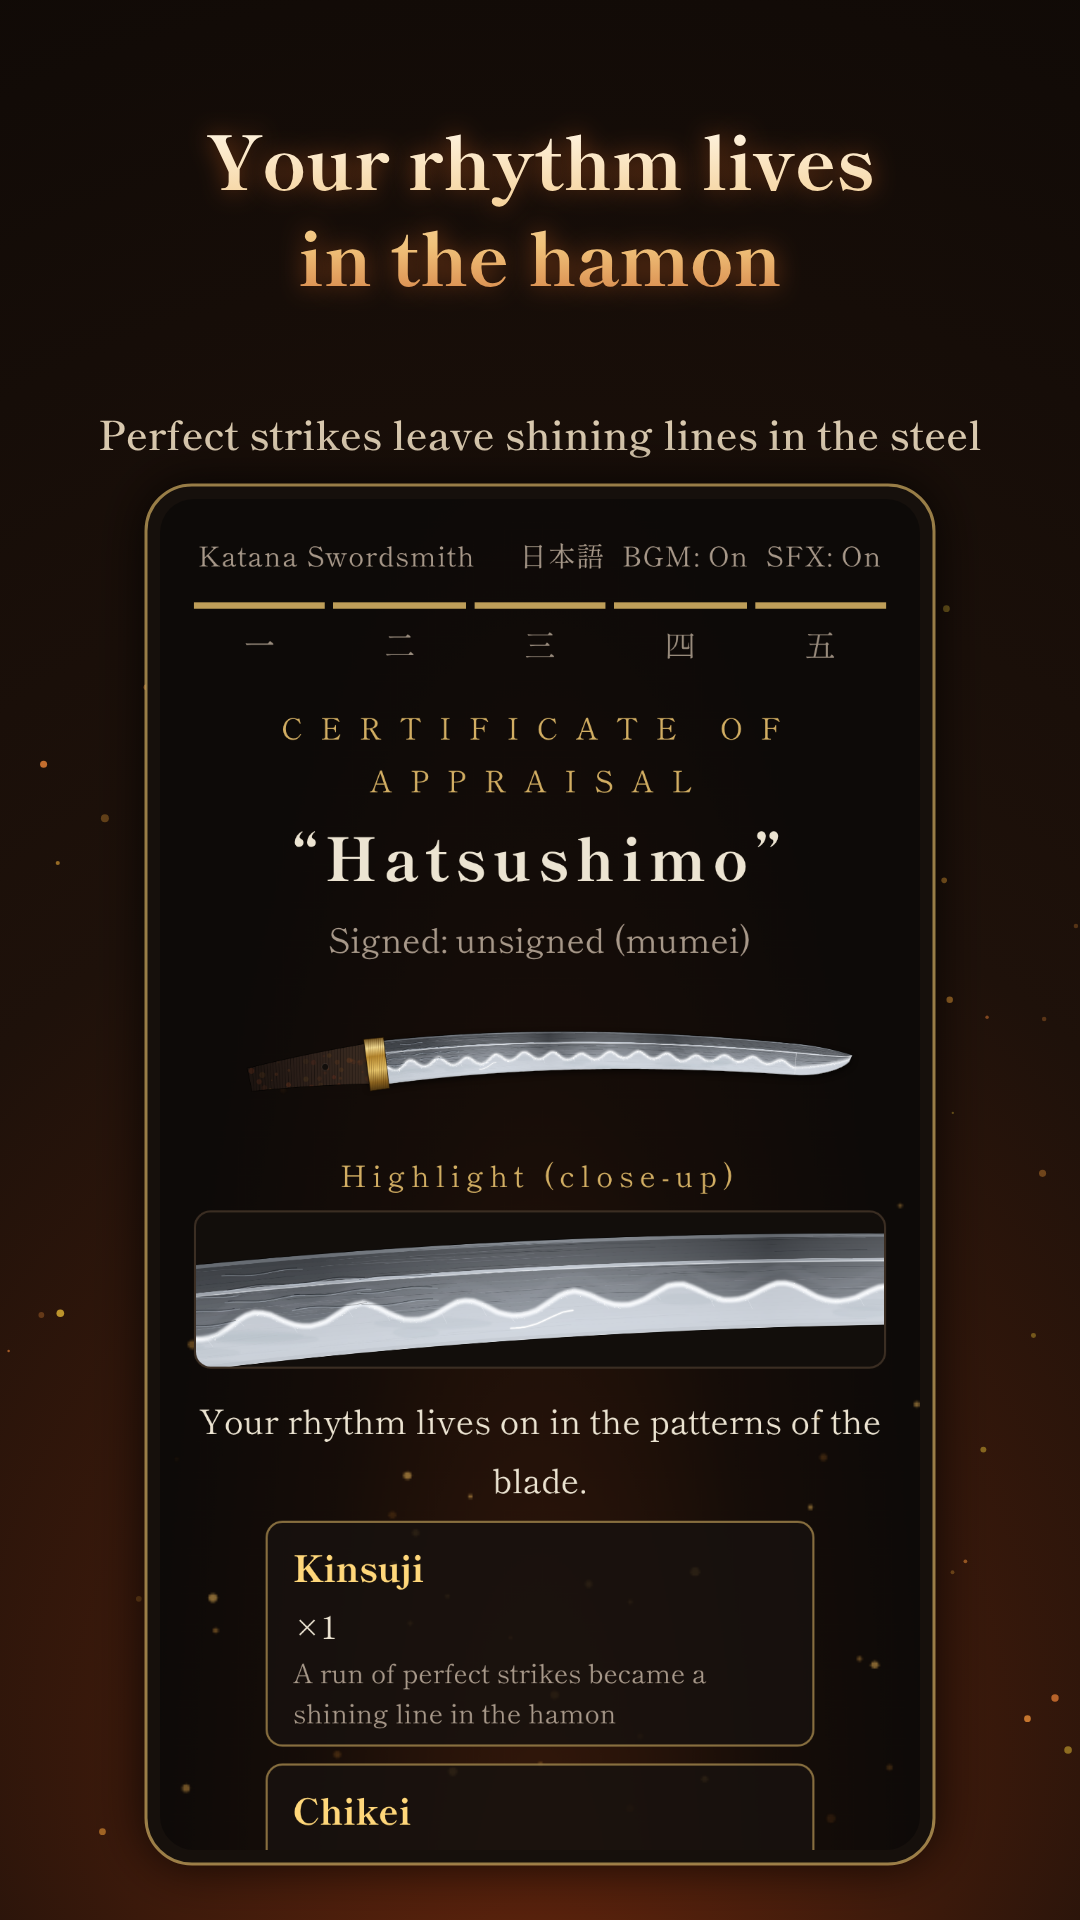 Your rhythm lives
in the hamon
Perfect strikes leave shining lines in the steel
Katana Swordsmith 日本語 BGM: On SFX: On
一 二 三 四 五
CERTIFICATE OF
APPRAISAL
“Hatsushimo”
Signed: unsigned (mumei)
Highlight (close-up)
Your rhythm lives on in the patterns of the
blade.
Kinsuji
×1
A run of perfect strikes became a
shining line in the hamon
Chikei